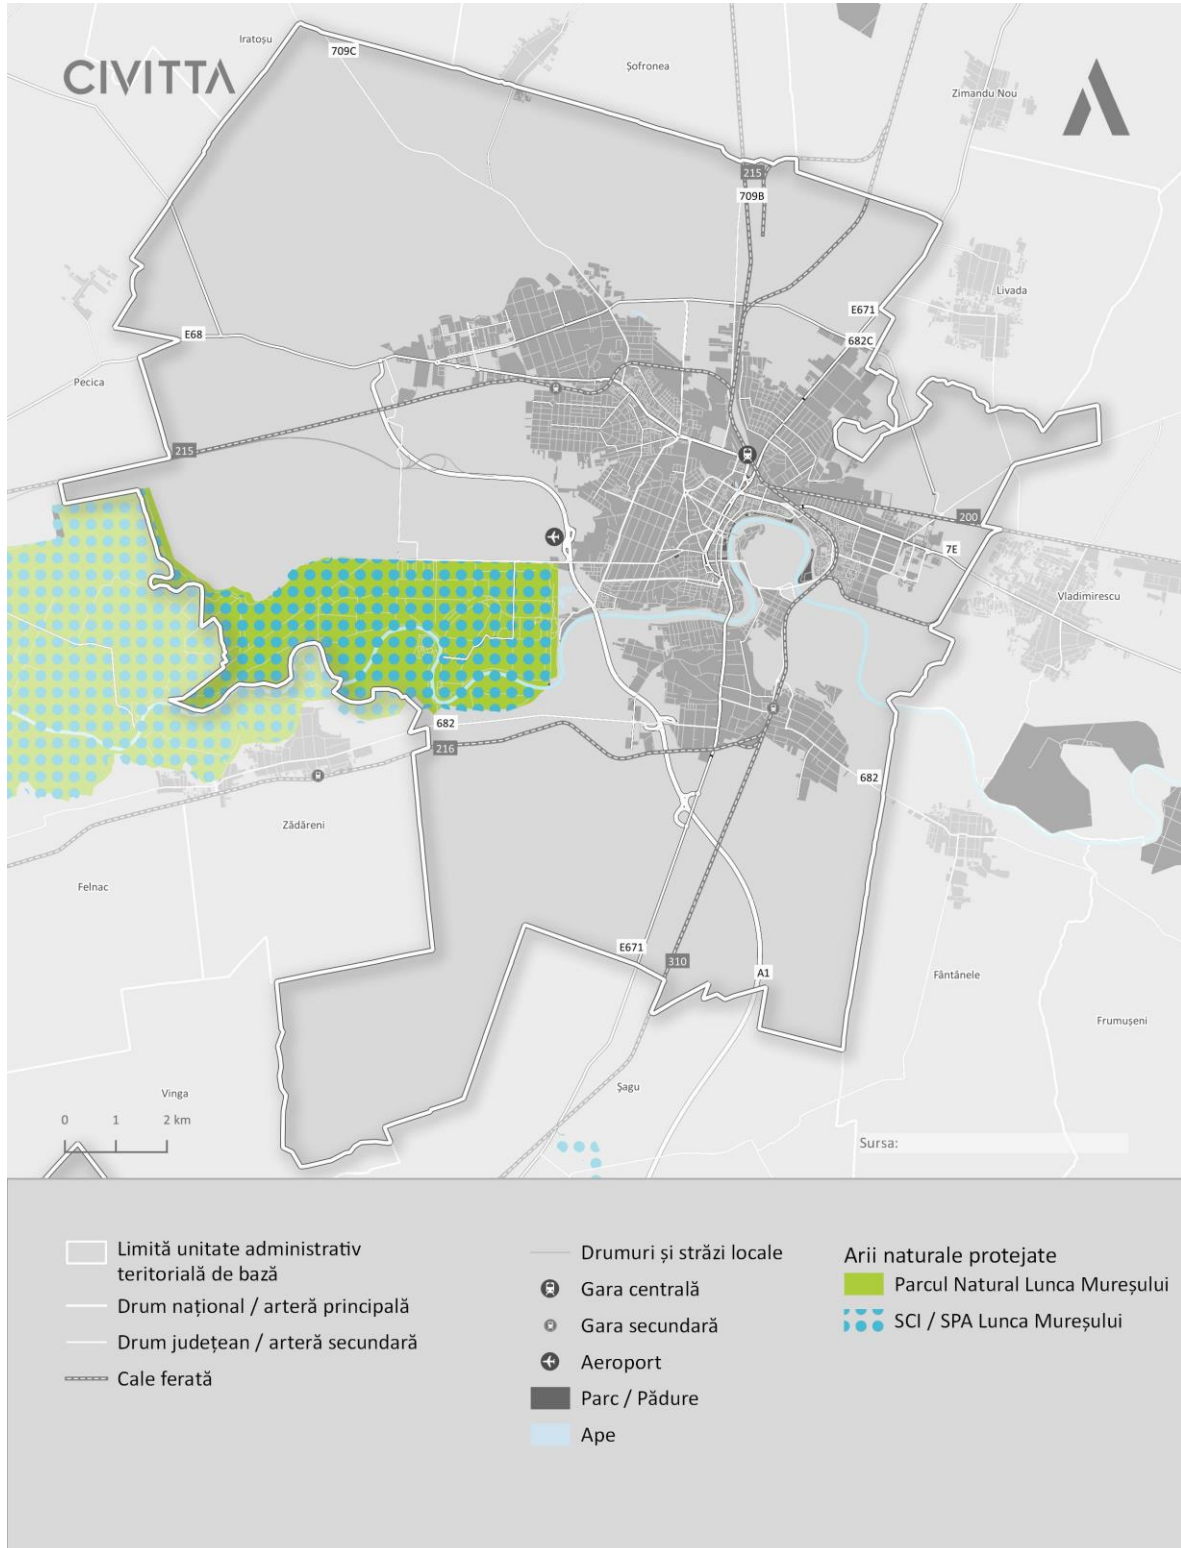 Iratoșu
709C
CIVITTA
Șofronea
Zimandu Nou
215
709B
Livada
E671
E68
682C
Pecica
215
200
7E
Vladimirescu
682
216
682
Zădăreni
Felnac
E671
310
A1
Fântânele
Frumușeni
Șagu
Vinga
0 1 2 km
Sursa:
Limită unitate administrativ
teritorială de bază
Drum național / arteră principală
Drum județean / arteră secundară
Cale ferată
Drumuri și străzi locale
Gara centrală
Gara secundară
Aeroport
Parc / Pădure
Ape
Arii naturale protejate
Parcul Natural Lunca Mureșului
SCI / SPA Lunca Mureșului